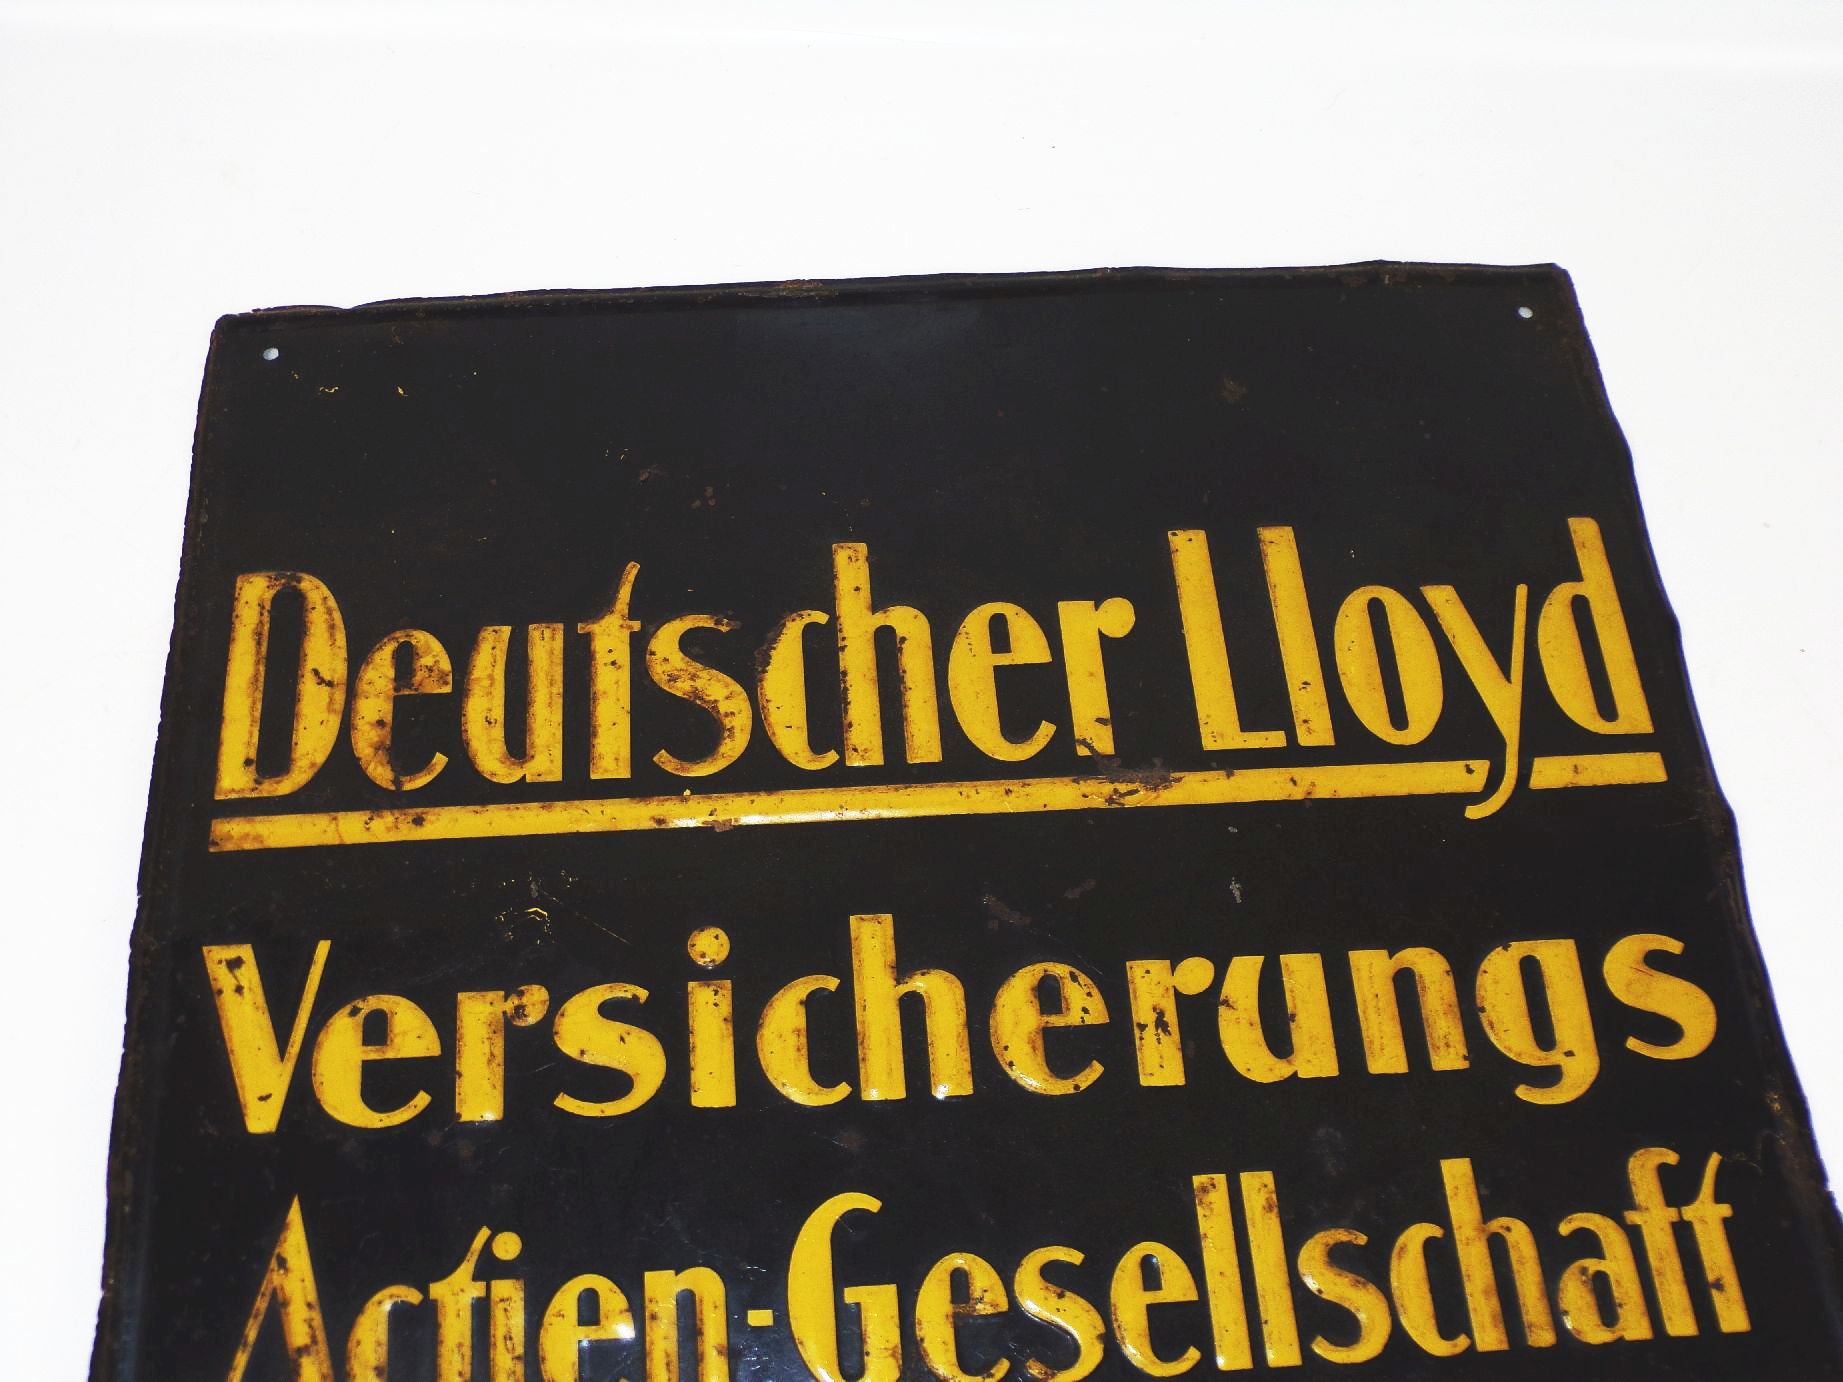 Deutscher Lloyd
Versicherungs
Actien-Gesellschaft